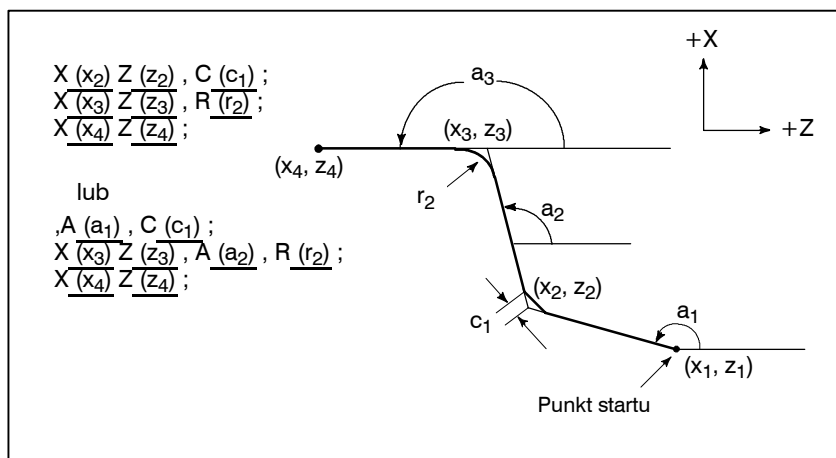 X (x2) Z (z2) , C (c1) ;
X (x3) Z (z3) , R (r2) ;
X (x4) Z (z4) ;
lub
,A (a1) , C (c1) ;
X (x3) Z (z3) , A (a2) , R (r2) ;
X (x4) Z (z4) ;
+X
+Z
a3
(x3, z3)
(x4, z4)
r2
a2
(x2, z2)
c1
a1
(x1, z1)
Punkt startu